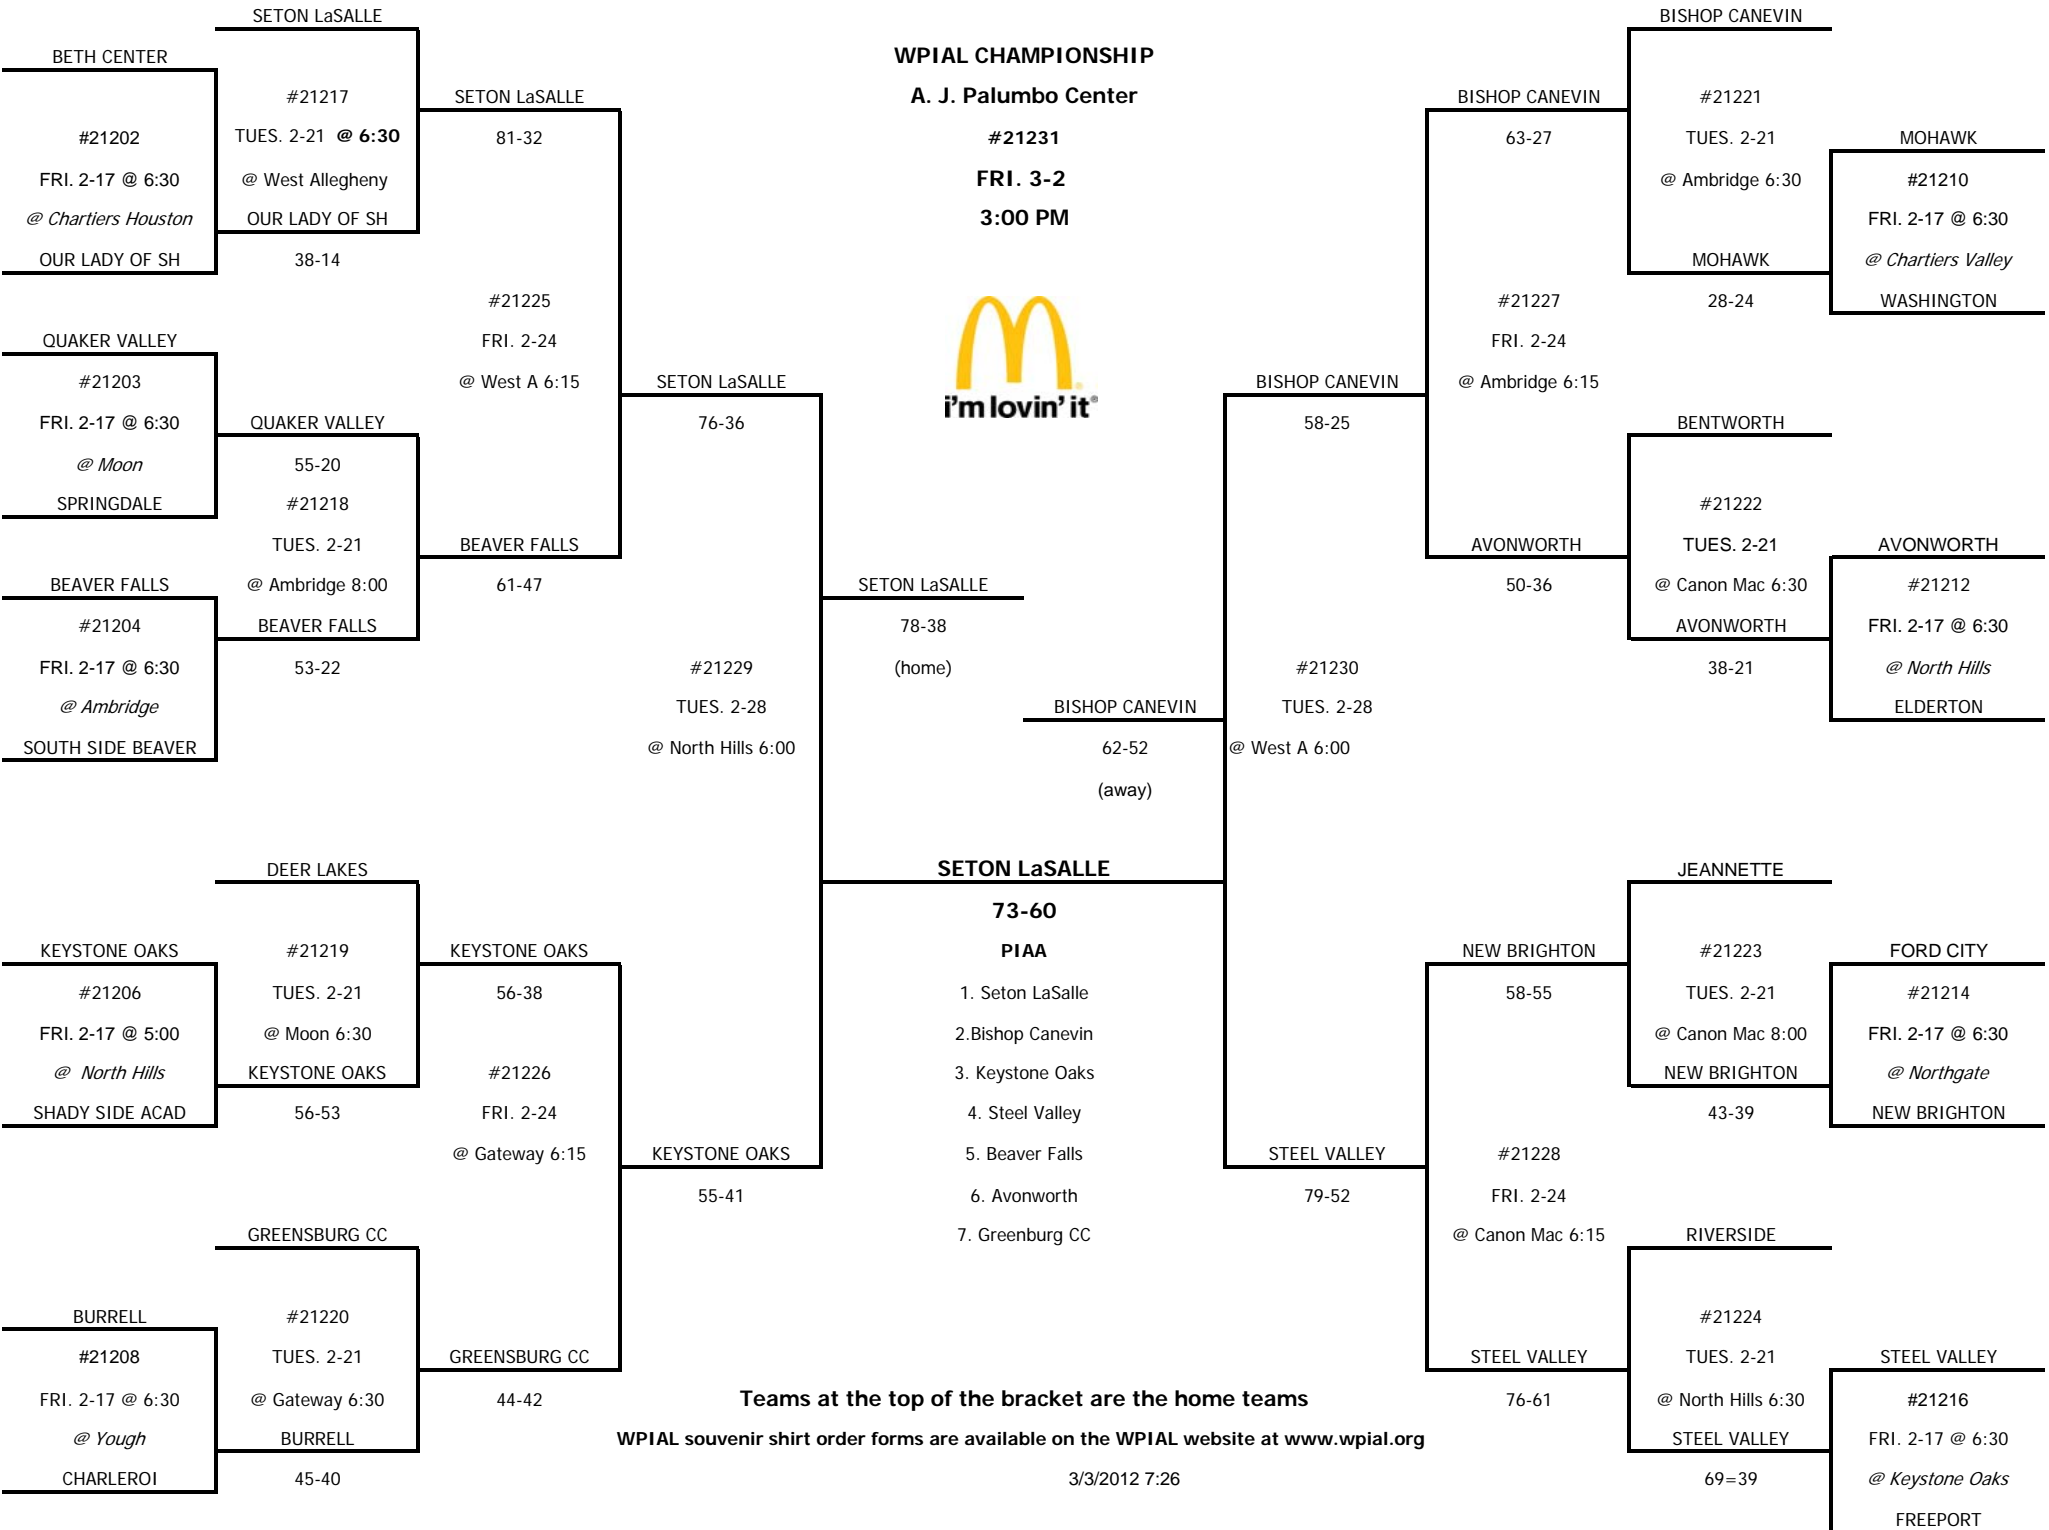 SETON LaSALLE
BETH CENTER
#21217
#21202
TUES. 2-21 @ 6:30
FRI. 2-17 @ 6:30
@ West Allegheny
@ Chartiers Houston
OUR LADY OF SH
OUR LADY OF SH
38-14
SETON LaSALLE
81-32
#21225
FRI. 2-24
@ West A 6:15
QUAKER VALLEY
#21203
FRI. 2-17 @ 6:30
@ Moon
SPRINGDALE
QUAKER VALLEY
55-20
#21218
TUES. 2-21
@ Ambridge 8:00
BEAVER FALLS
53-22
BEAVER FALLS
#21204
FRI. 2-17 @ 6:30
@ Ambridge
SOUTH SIDE BEAVER
BEAVER FALLS
61-47
SETON LaSALLE
76-36
#21229
TUES. 2-28
@ North Hills 6:00
SETON LaSALLE
78-38
(home)
DEER LAKES
KEYSTONE OAKS
#21206
FRI. 2-17 @ 5:00
@ North Hills
SHADY SIDE ACAD
#21219
TUES. 2-21
@ Moon 6:30
KEYSTONE OAKS
56-53
KEYSTONE OAKS
56-38
#21226
FRI. 2-24
@ Gateway 6:15
KEYSTONE OAKS
55-41
GREENSBURG CC
BURRELL
#21208
FRI. 2-17 @ 6:30
@ Yough
CHARLEROI
#21220
TUES. 2-21
@ Gateway 6:30
BURRELL
45-40
GREENSBURG CC
44-42
WPIAL CHAMPIONSHIP
A. J. Palumbo Center
#21231
FRI. 3-2
3:00 PM
i'm lovin' it®
SETON LaSALLE
73-60
PIAA
1. Seton LaSalle
2.Bishop Canevin
3. Keystone Oaks
4. Steel Valley
5. Beaver Falls
6. Avonworth
7. Greenburg CC
Teams at the top of the bracket are the home teams
WPIAL souvenir shirt order forms are available on the WPIAL website at www.wpial.org
3/3/2012 7:26
BISHOP CANEVIN
62-52
(away)
BISHOP CANEVIN
58-25
#21230
TUES. 2-28
@ West A 6:00
STEEL VALLEY
79-52
BISHOP CANEVIN
63-27
#21227
FRI. 2-24
@ Ambridge 6:15
AVONWORTH
50-36
BISHOP CANEVIN
#21221
TUES. 2-21
@ Ambridge 6:30
MOHAWK
28-24
MOHAWK
#21210
FRI. 2-17 @ 6:30
@ Chartiers Valley
WASHINGTON
BENTWORTH
#21222
TUES. 2-21
@ Canon Mac 6:30
AVONWORTH
38-21
AVONWORTH
#21212
FRI. 2-17 @ 6:30
@ North Hills
ELDERTON
NEW BRIGHTON
58-55
#21228
FRI. 2-24
@ Canon Mac 6:15
STEEL VALLEY
76-61
JEANNETTE
#21223
TUES. 2-21
@ Canon Mac 8:00
NEW BRIGHTON
43-39
FORD CITY
#21214
FRI. 2-17 @ 6:30
@ Northgate
NEW BRIGHTON
RIVERSIDE
#21224
TUES. 2-21
@ North Hills 6:30
STEEL VALLEY
69=39
STEEL VALLEY
#21216
FRI. 2-17 @ 6:30
@ Keystone Oaks
FREEPORT